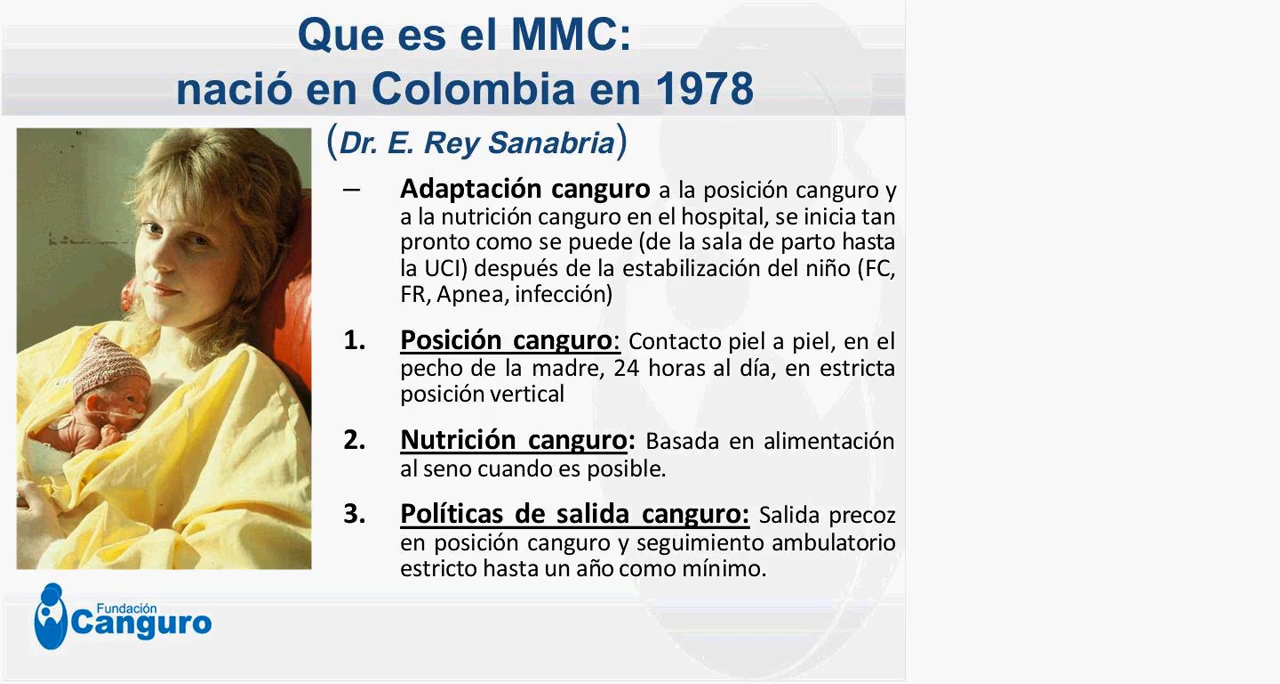 Que es el MMC:
nació en Colombia en 1978
(Dr. E. Rey Sanabria)
– Adaptación canguro a la posición canguro y
a la nutrición canguro en el hospital, se inicia tan
pronto como se puede (de la sala de parto hasta
la UCI) después de la estabilización del niño (FC,
FR, Apnea, infección)
1. Posición canguro: Contacto piel a piel, en el
pecho de la madre, 24 horas al día, en estricta
posición vertical
2. Nutrición canguro: Basada en alimentación
al seno cuando es posible.
3. Políticas de salida canguro: Salida precoz
en posición canguro y seguimiento ambulatorio
estricto hasta un año como mínimo.
Fundación
Canguro